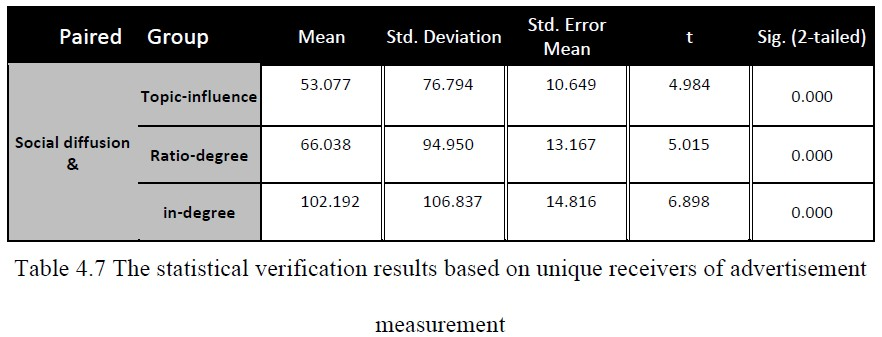 Paired Group Mean Std. Deviation Std. Error Mean t Sig. (2-tailed)
Social diffusion &
Topic-influence 53.077 76.794 10.649 4.984 0.000
Ratio-degree 66.038 94.950 13.167 5.015 0.000
in-degree 102.192 106.837 14.816 6.898 0.000
Table 4.7 The statistical verification results based on unique receivers of advertisement
measurement